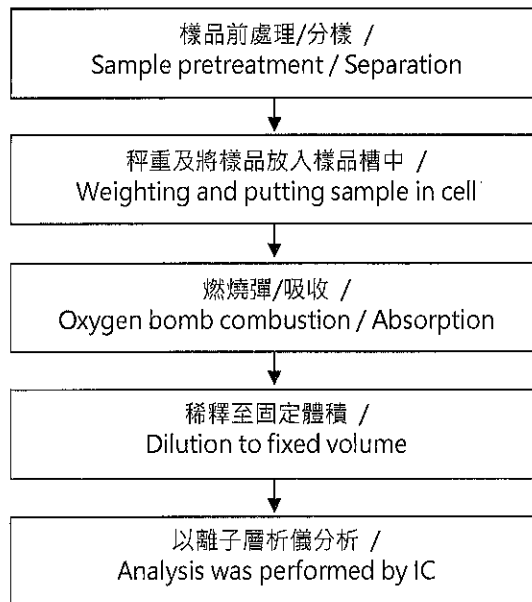 樣品前處理/分樣 /
Sample pretreatment / Separation
秤重及將樣品放入樣品槽中 /
Weighting and putting sample in cell
燃燒彈/吸收 /
Oxygen bomb combustion / Absorption
稀釋至固定體積 /
Dilution to fixed volume
以離子層析儀分析 /
Analysis was performed by IC